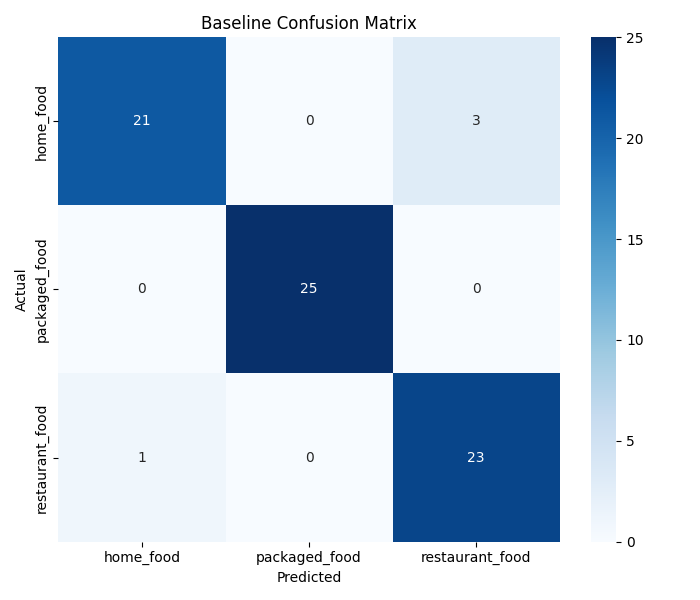 Baseline Confusion Matrix
Actual
home_food
packaged_food
restaurant_food
21 0 3
0 25 0
1 0 23
home_food packaged_food restaurant_food
Predicted
25
20
15
10
5
0